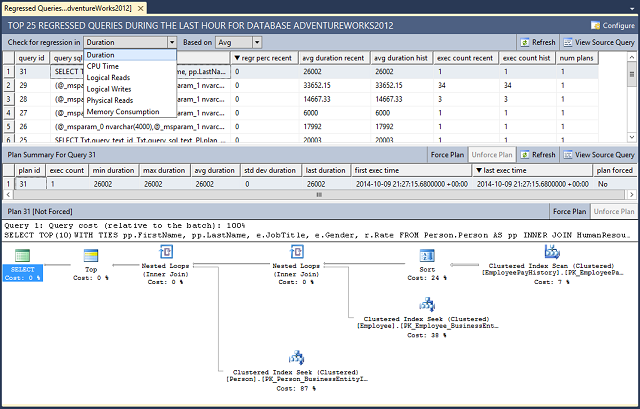 Regressed Queries...dventureWorks2012]
TOP 25 REGRESSED QUERIES DURING THE LAST HOUR FOR DATABASE ADVENTUREWORKS2012
Configure
Check for regression in Duration Based on Avg Refresh View Source Query
Duration
CPU Time
Logical Reads
Logical Writes
Physical Reads
Memory Consumption
query id query sql regr perc recent avg duration recent avg duration hist exec count recent exec count hist num plans
1 31 SELECT T me, pp.LastNa... 0 26002 26002 1 1 1
2 29 (@_mspara _msparam_1 nvarc... 0 33652.15 33652.15 34 34 1
3 28 (@_mspara _msparam_1 nvarc... 0 14667.33 14667.33 3 3 1
4 27 (@_mspara _msparam_1 nvarc... 0 6000 6000 1 1 1
5 26 (@_msparam_0 nvarchar(4000),@_msparam_1 nvarc... 0 17992 17992 1 1 1
6 25 SELECT Txt.query_text_id, Txt.query_sql_text, Pl.plan_ 0 20003 20003 1 1 1
Plan Summary For Query 31
Force Plan Unforce Plan Refresh View Source Query
plan id exec count min duration max duration avg duration std dev duration last duration first exec time last exec time plan forced
1 31 1 26002 26002 26002 0 26002 2014-10-09 21:27:15.6800000 +00:00 2014-10-09 21:27:15.6800000 +00:00 No
Plan 31 [Not Forced]
Force Plan Unforce Plan
Query 1: Query cost (relative to the batch): 100%
SELECT TOP(10) WITH TIES pp.FirstName, pp.LastName, e.JobTitle, e.Gender, r.Rate FROM Person.Person AS pp INNER JOIN HumanResou...
SELECT
Cost: 0 %
Top
Cost: 0 %
Nested Loops
(Inner Join)
Cost: 0 %
Nested Loops
(Inner Join)
Cost: 0 %
Sort
Cost: 24 %
Clustered Index Scan (Clustered)
[EmployeePayHistory].[PK_EmployeePa...
Cost: 7 %
Clustered Index Seek (Clustered)
[Employee].[PK_Employee_BusinessEnt...
Cost: 38 %
Clustered Index Seek (Clustered)
[Person].[PK_Person_BusinessEntityI...
Cost: 87 %